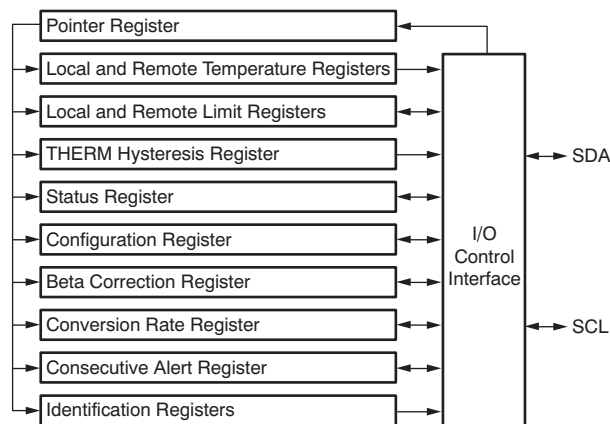 Pointer Register
Local and Remote Temperature Registers
Local and Remote Limit Registers
THERM Hysteresis Register
SDA
Status Register
I/O
Control
Interface
Configuration Register
Beta Correction Register
Conversion Rate Register
SCL
Consecutive Alert Register
Identification Registers